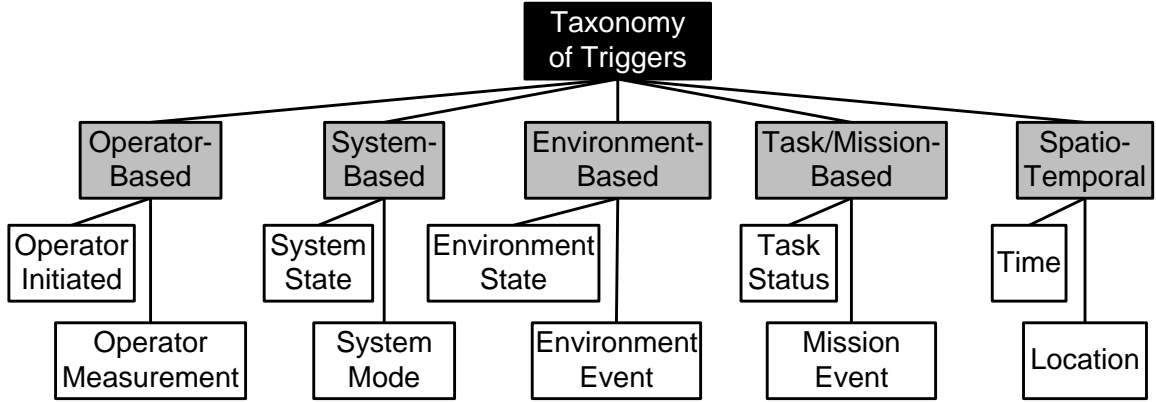 Taxonomy
of Triggers
Operator-
Based
System-
Based
Environment-
Based
Task/Mission-
Based
Spatio-
Temporal
Operator
Initiated
System
State
Environment
State
Task
Status
Time
Operator
Measurement
System
Mode
Environment
Event
Mission
Event
Location